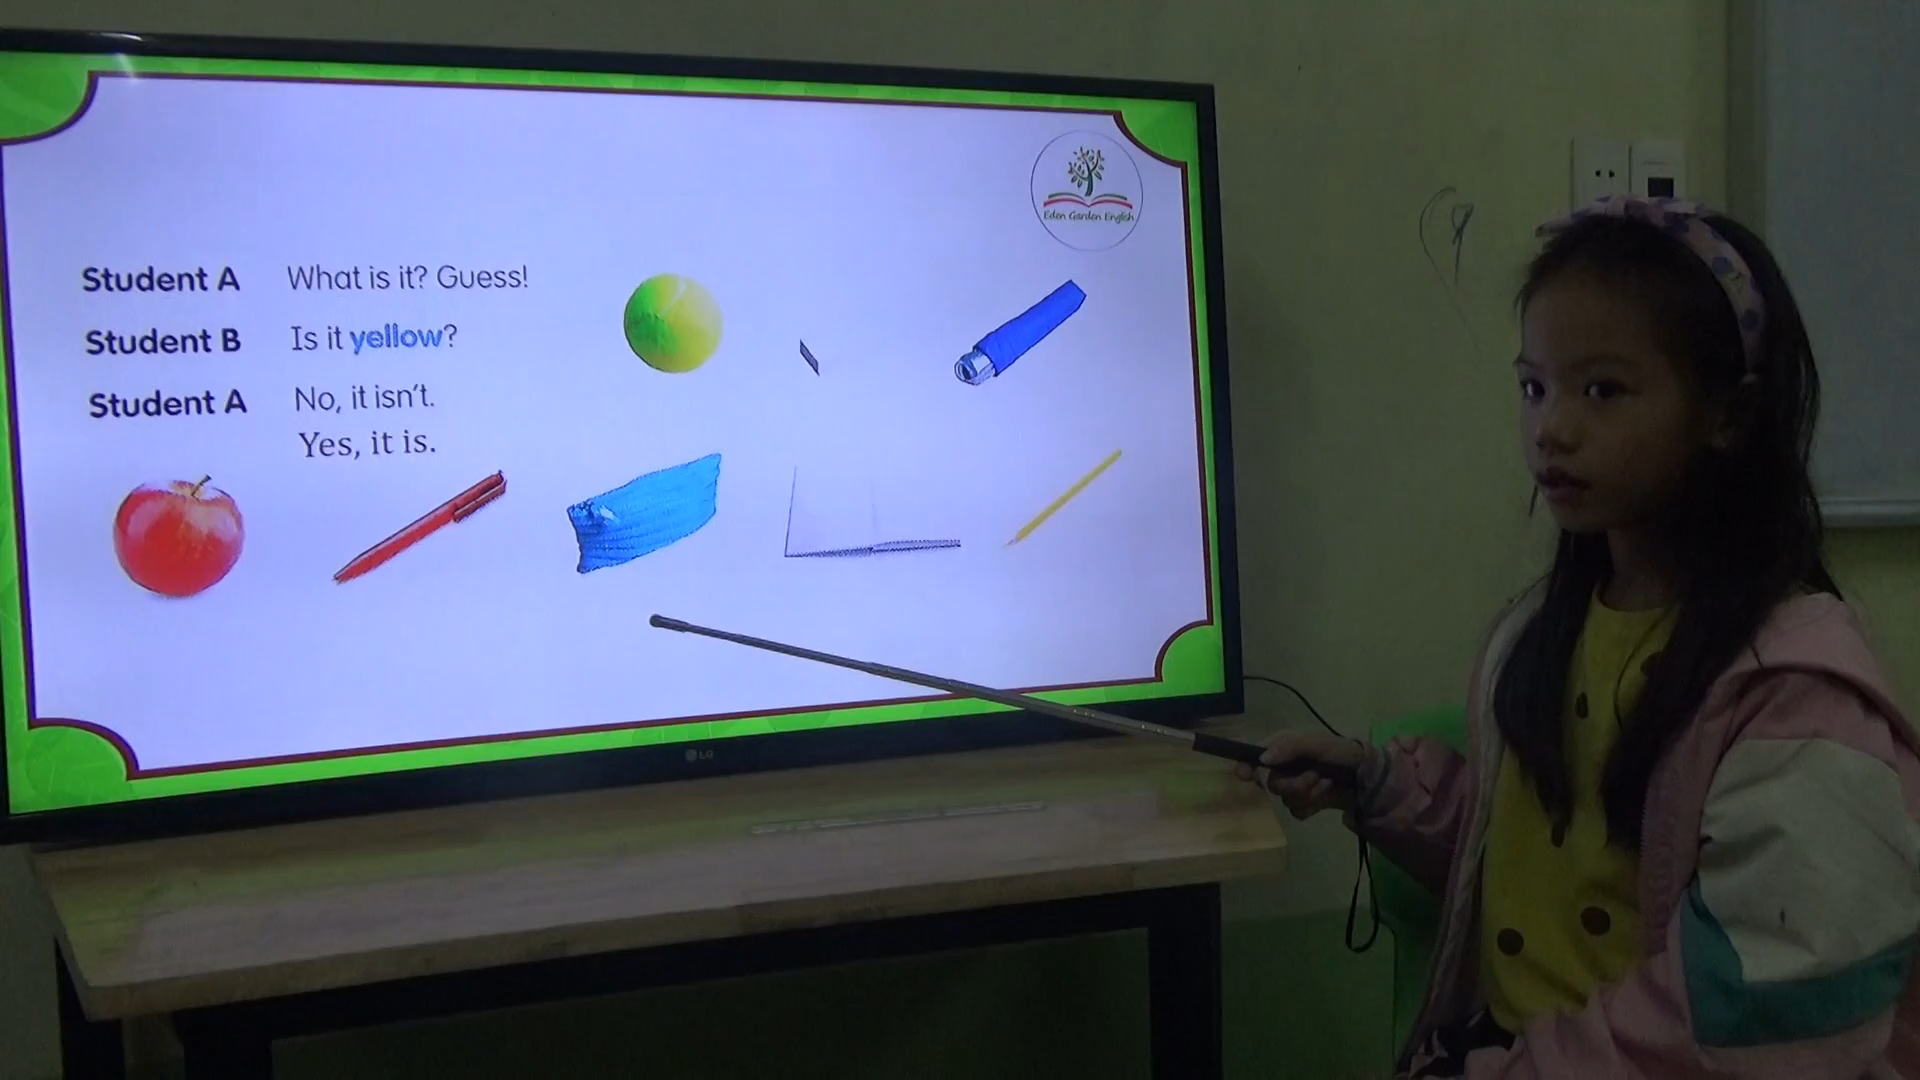 Eden Garden English
Student A What is it? Guess!
Student B Is it yellow?
Student A No, it isn't.
Yes, it is.
LG